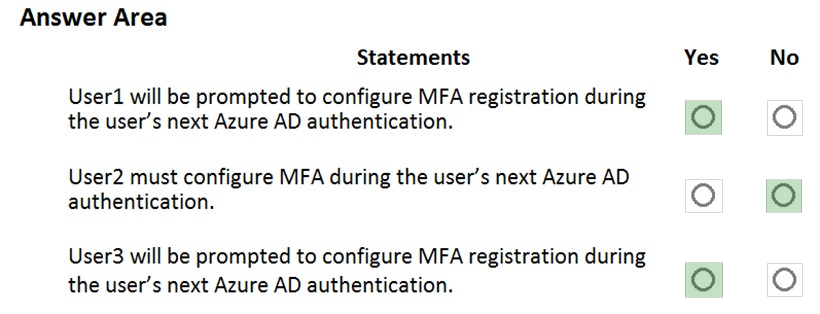 Answer Area
Statements Yes No
User1 will be prompted to configure MFA registration during
the user's next Azure AD authentication.
User2 must configure MFA during the user's next Azure AD
authentication.
User3 will be prompted to configure MFA registration during
the user's next Azure AD authentication.